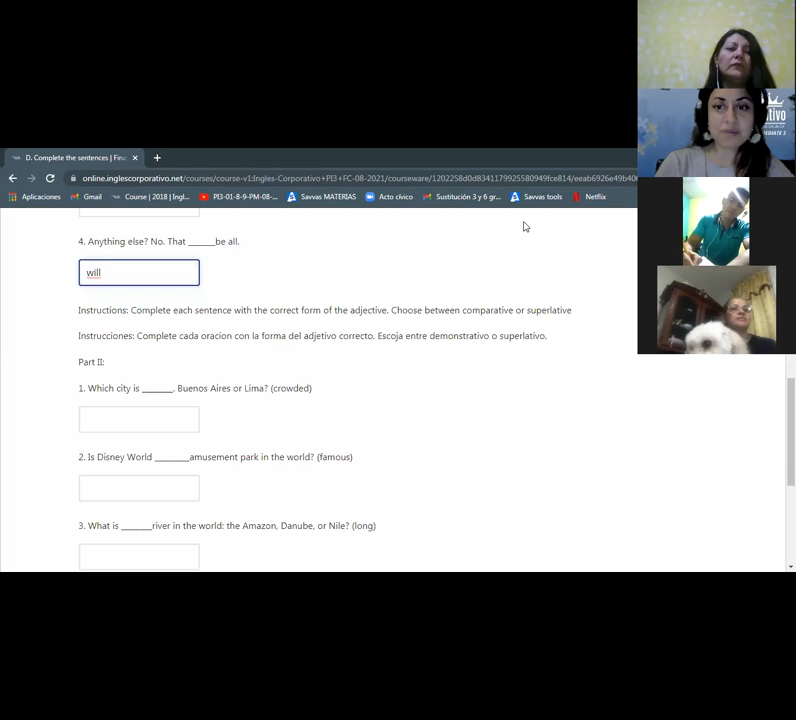 D. Complete the sentences | Fina
online.inglescorporativo.net/courses/course-v1:Ingles-Corporativo+PI3+FC-08-2021/courseware/1202258d0d8341179925580949fce814/eeab6926e49b40
Aplicaciones Gmail Course | 2018 | Ingl... PI3-01-8-9-PM-08-... Savvas MATERIAS Acto cívico Sustitución 3 y 6 gr... Savvas tools Netflix
tivo
MEDIATE 3
4. Anything else? No. That ______be all.
will
Instructions: Complete each sentence with the correct form of the adjective. Choose between comparative or superlative
Instrucciones: Complete cada oracion con la forma del adjetivo correcto. Escoja entre demonstrativo o superlativo.
Part II:
1. Which city is _______. Buenos Aires or Lima? (crowded)
2. Is Disney World ________amusement park in the world? (famous)
3. What is _______river in the world: the Amazon, Danube, or Nile? (long)